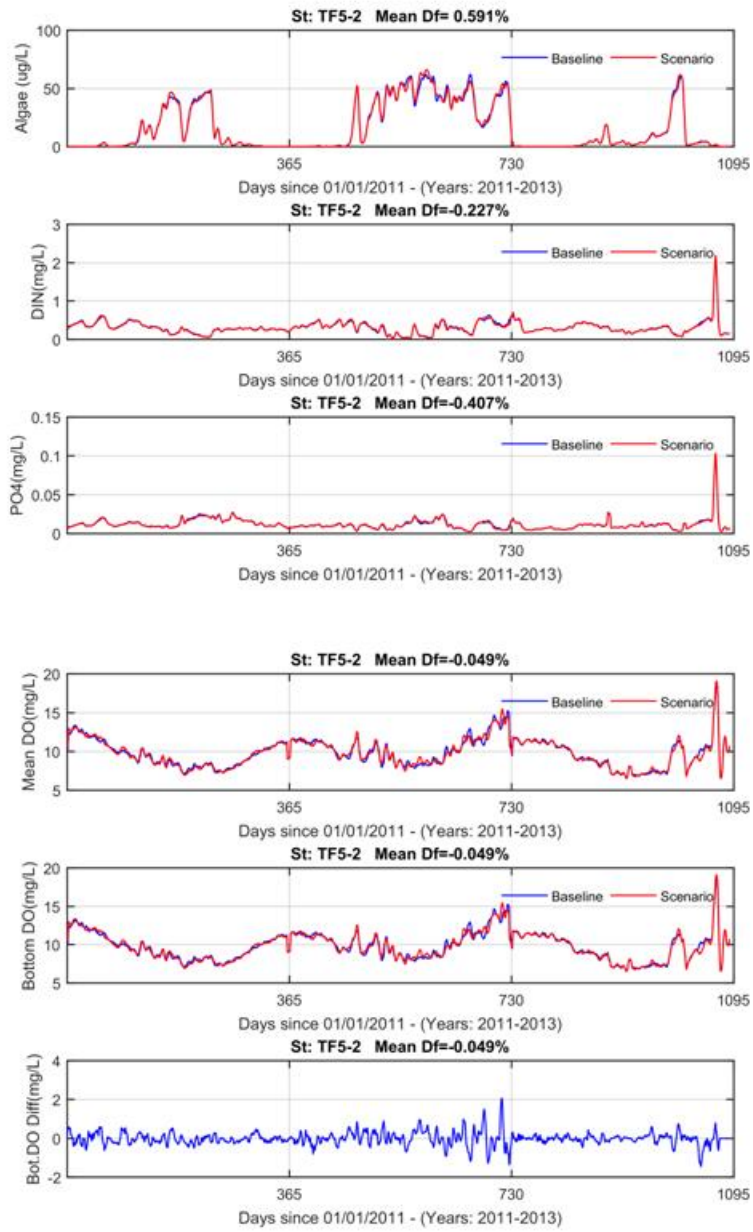 St: TF5-2 Mean Df= 0.591%
100
50
0
Algae (ug/L)
Baseline Scenario
365 730 1095
Days since 01/01/2011 - (Years: 2011-2013)
St: TF5-2 Mean Df=-0.227%
3
2
1
0
DIN(mg/L)
Baseline Scenario
365 730 1095
Days since 01/01/2011 - (Years: 2011-2013)
St: TF5-2 Mean Df=-0.407%
0.15
0.1
0.05
0
PO4(mg/L)
Baseline Scenario
365 730 1095
Days since 01/01/2011 - (Years: 2011-2013)
St: TF5-2 Mean Df=-0.049%
20
15
10
5
Mean DO(mg/L)
Baseline Scenario
365 730 1095
Days since 01/01/2011 - (Years: 2011-2013)
St: TF5-2 Mean Df=-0.049%
20
15
10
5
Bottom DO(mg/L)
Baseline Scenario
365 730 1095
Days since 01/01/2011 - (Years: 2011-2013)
St: TF5-2 Mean Df=-0.049%
4
2
0
-2
Bot.DO Diff(mg/L)
365 730 1095
Days since 01/01/2011 - (Years: 2011-2013)